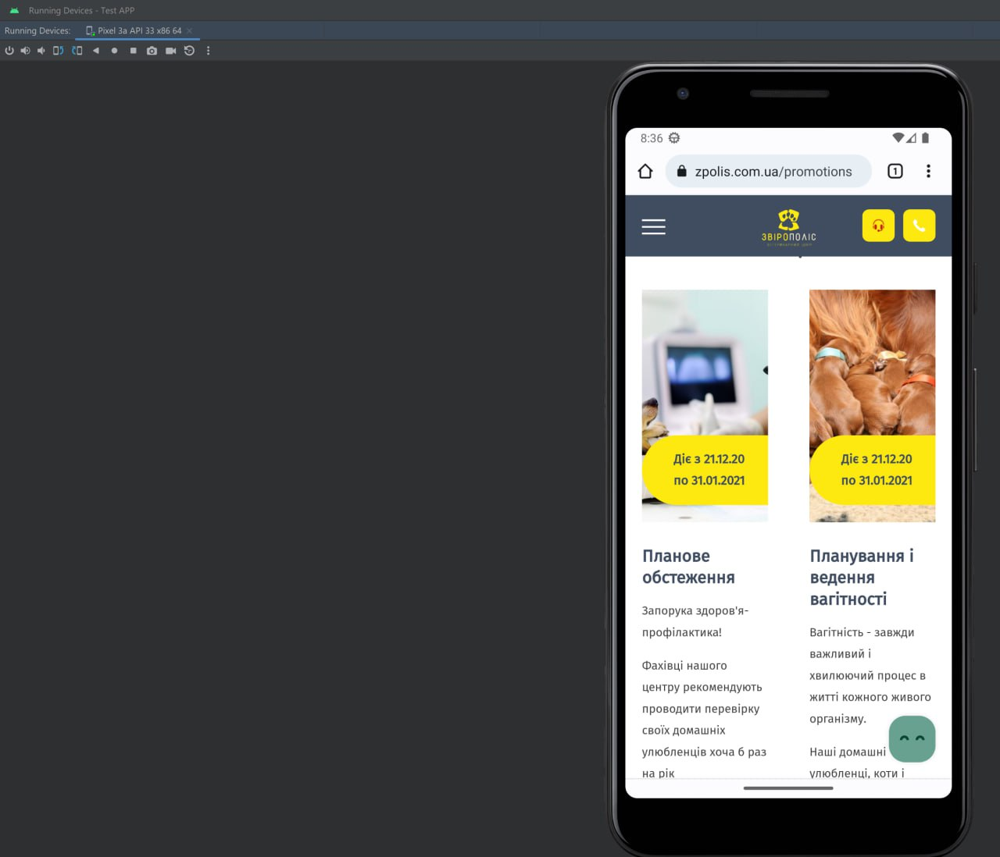 Running Devices - Test APP
Running Devices:
Pixel 3a API 33 x86 64
8:36
zpolis.com.ua/promotions
1
ЗВІРОПОЛІС
Діє з 21.12.20
по 31.01.2021
Планове
обстеження
Запорука здоров'я-
профілактика!
Фахівці нашого
центру рекомендують
проводити перевірку
своїх домашніх
улюбленців хоча б раз
на рік
Діє з 21.12.20
по 31.01.2021
Планування і
ведення
вагітності
Вагітність - завжди
важливий і
хвилюючий процес в
житті кожного живого
організму.
Наші домашні
улюбленці, коти і